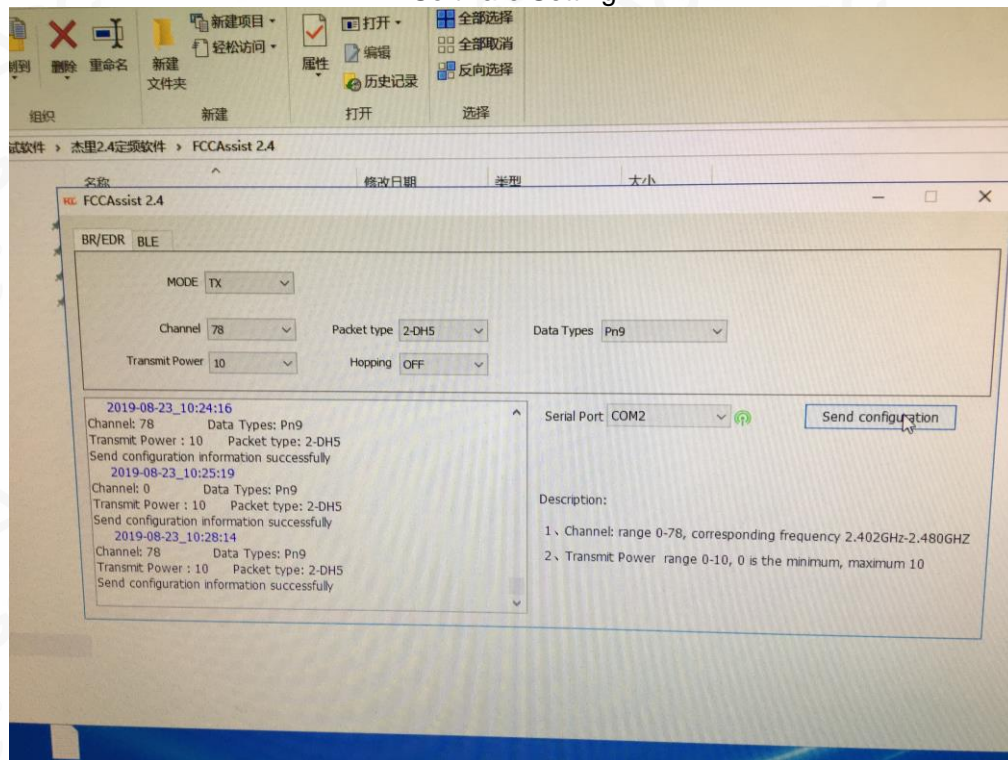 新建项目 打开 全部选择
轻松访问 编辑 全部取消
删除 重命名 新建 属性 历史记录 反向选择
文件夹
组织 新建 打开 选择
试软件 › 杰里2.4定频软件 › FCCAssist 2.4
名称 修改日期 类型 大小
FCCAssist 2.4
BR/EDR BLE
MODE TX
Channel 78 Packet type 2-DH5 Data Types Pn9
Transmit Power 10 Hopping OFF
Serial Port COM2 Send configuration
2019-08-23_10:24:16
Channel: 78 Data Types: Pn9
Transmit Power : 10 Packet type: 2-DH5
Send configuration information successfully
2019-08-23_10:25:19
Channel: 0 Data Types: Pn9
Transmit Power : 10 Packet type: 2-DH5
Send configuration information successfully
2019-08-23_10:28:14
Channel: 78 Data Types: Pn9
Transmit Power : 10 Packet type: 2-DH5
Send configuration information successfully
Description:
1、Channel: range 0-78, corresponding frequency 2.402GHz-2.480GHZ
2、Transmit Power range 0-10, 0 is the minimum, maximum 10